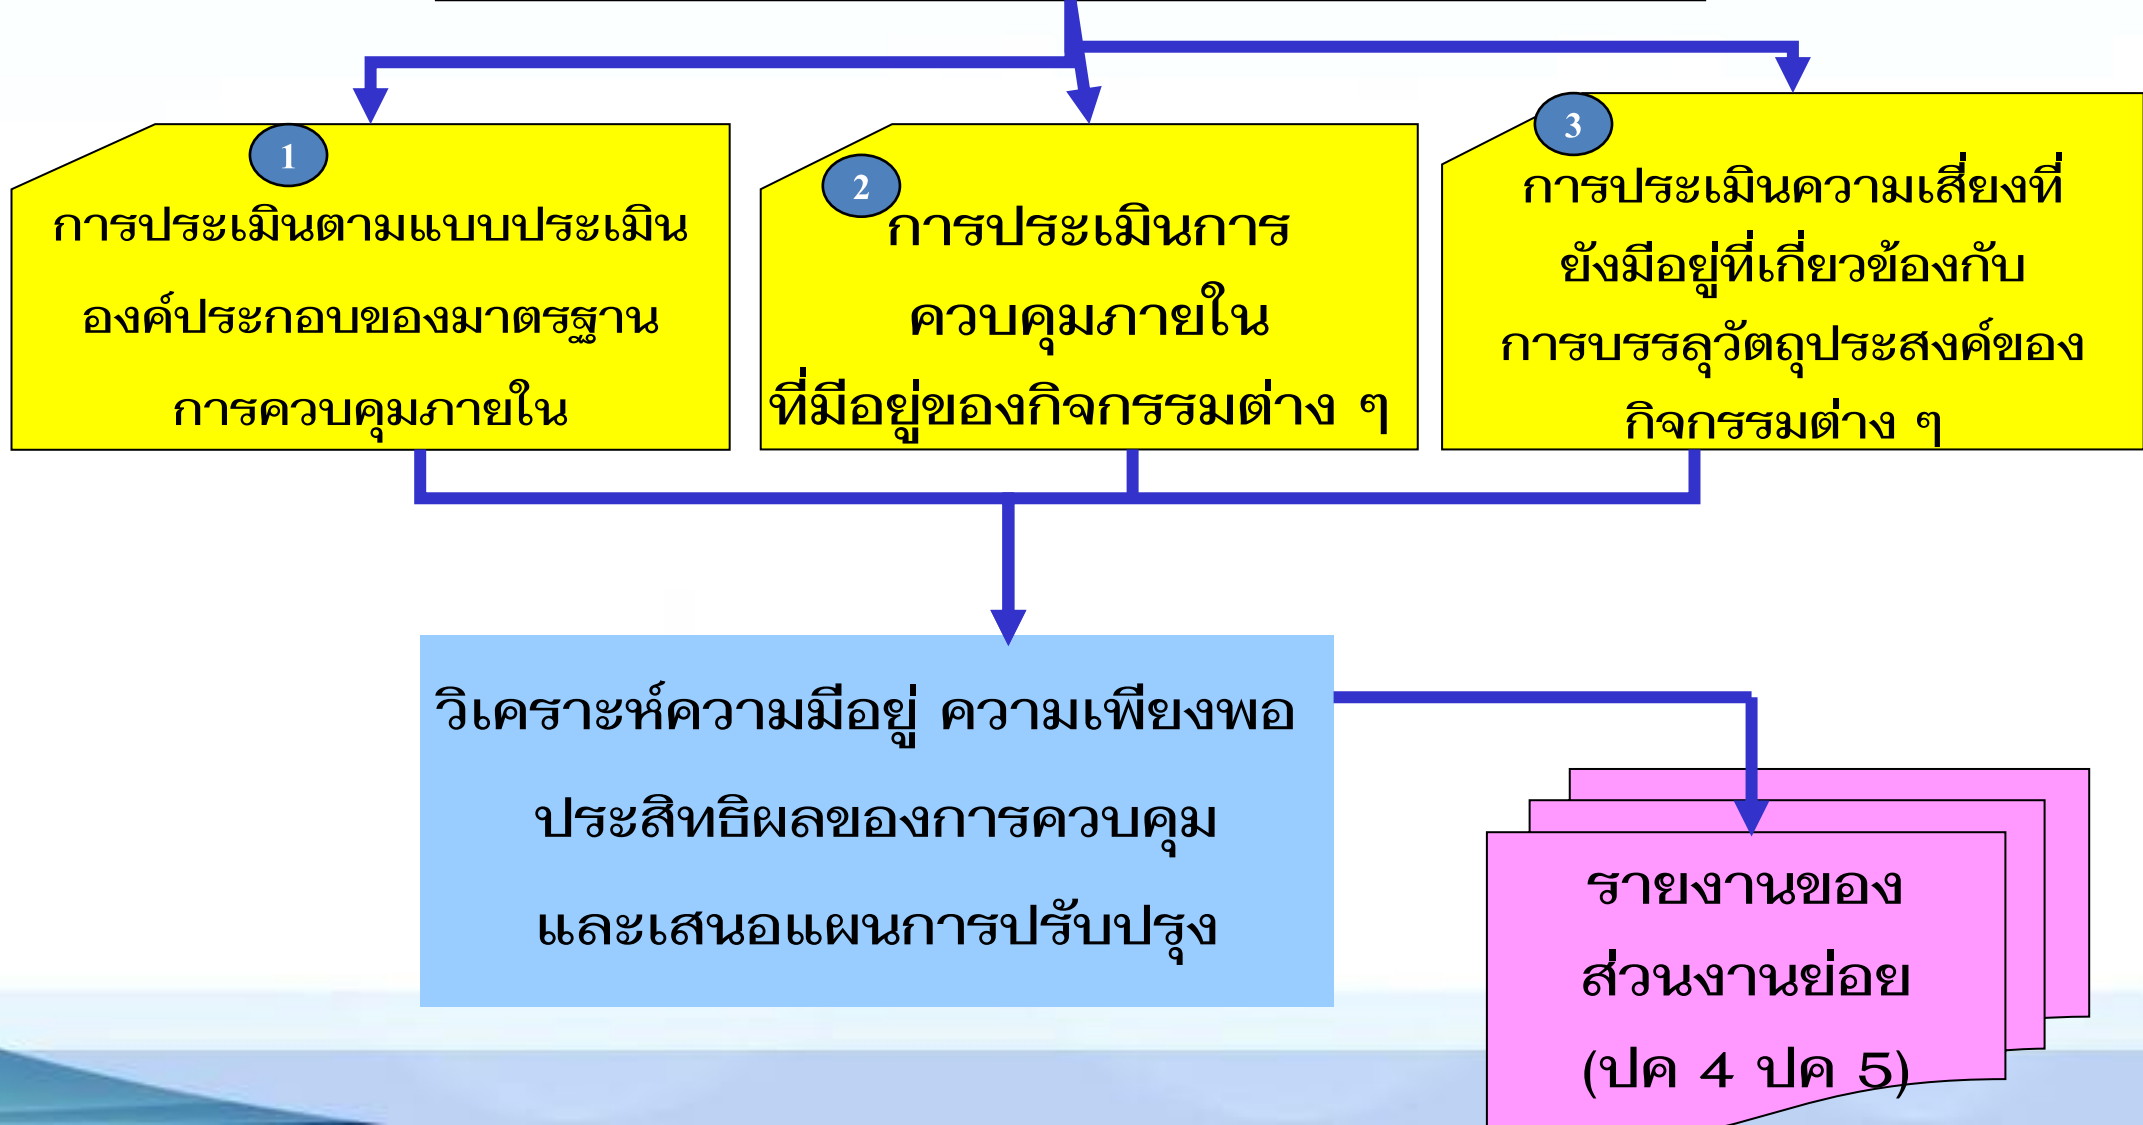 1
การประเมินตามแบบประเมิน
องค์ประกอบของมาตรฐาน
การควบคุมภายใน
2
การประเมินการ
ควบคุมภายใน
ที่มีอยู่ของกิจกรรมต่าง ๆ
3
การประเมินความเสี่ยงที่
ยังมีอยู่ที่เกี่ยวข้องกับ
การบรรลุวัตถุประสงค์ของ
กิจกรรมต่าง ๆ
วิเคราะห์ความมีอยู่ ความเพียงพอ
ประสิทธิผลของการควบคุม
และเสนอแผนการปรับปรุง
รายงานของ
ส่วนงานย่อย
(ปค 4 ปค 5)